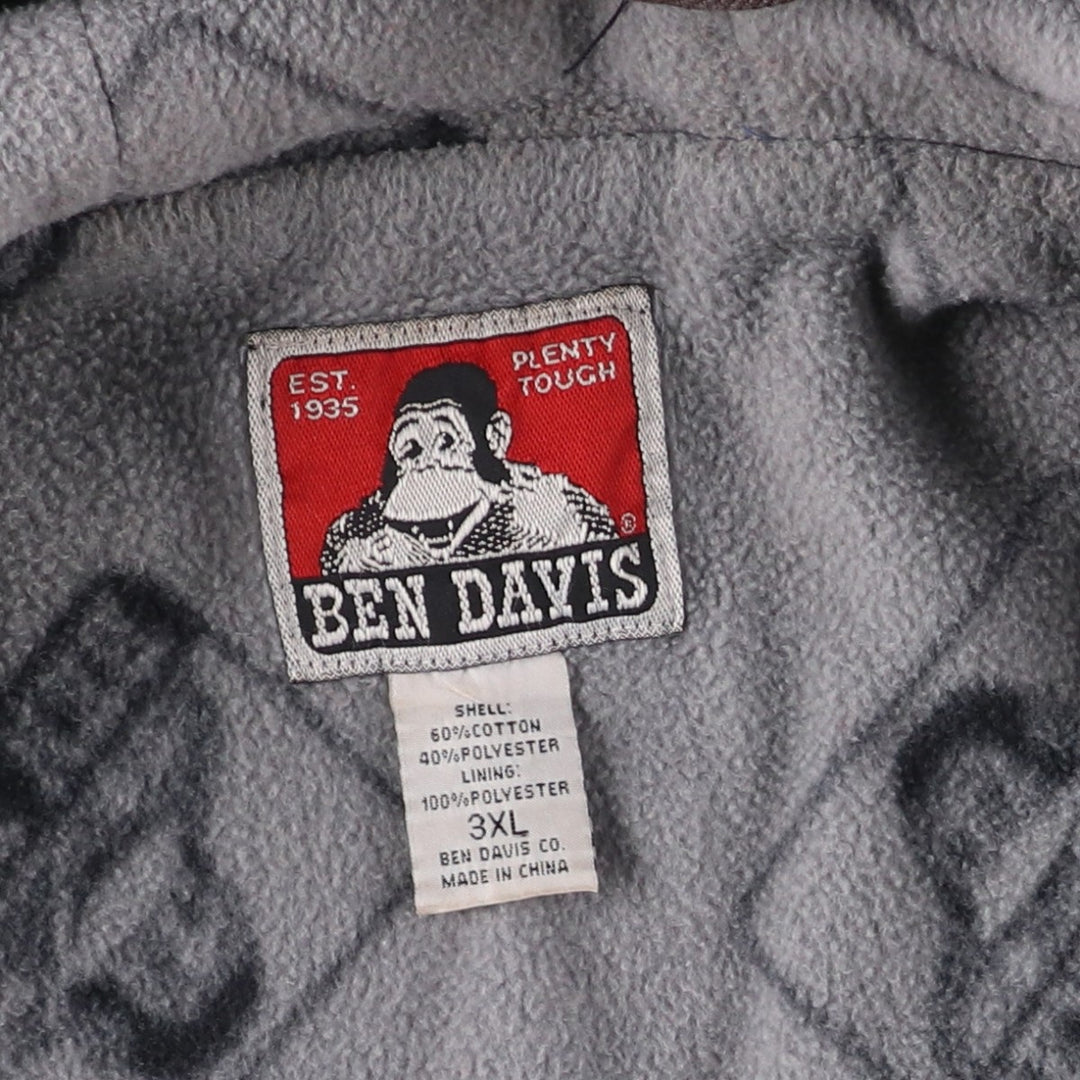 EST.
1935
PLENTY
TOUGH
®
BEN DAVIS
SHELL:
60%COTTON
40%POLYESTER
LINING:
100%POLYESTER
3XL
BEN DAVIS CO.
MADE IN CHINA